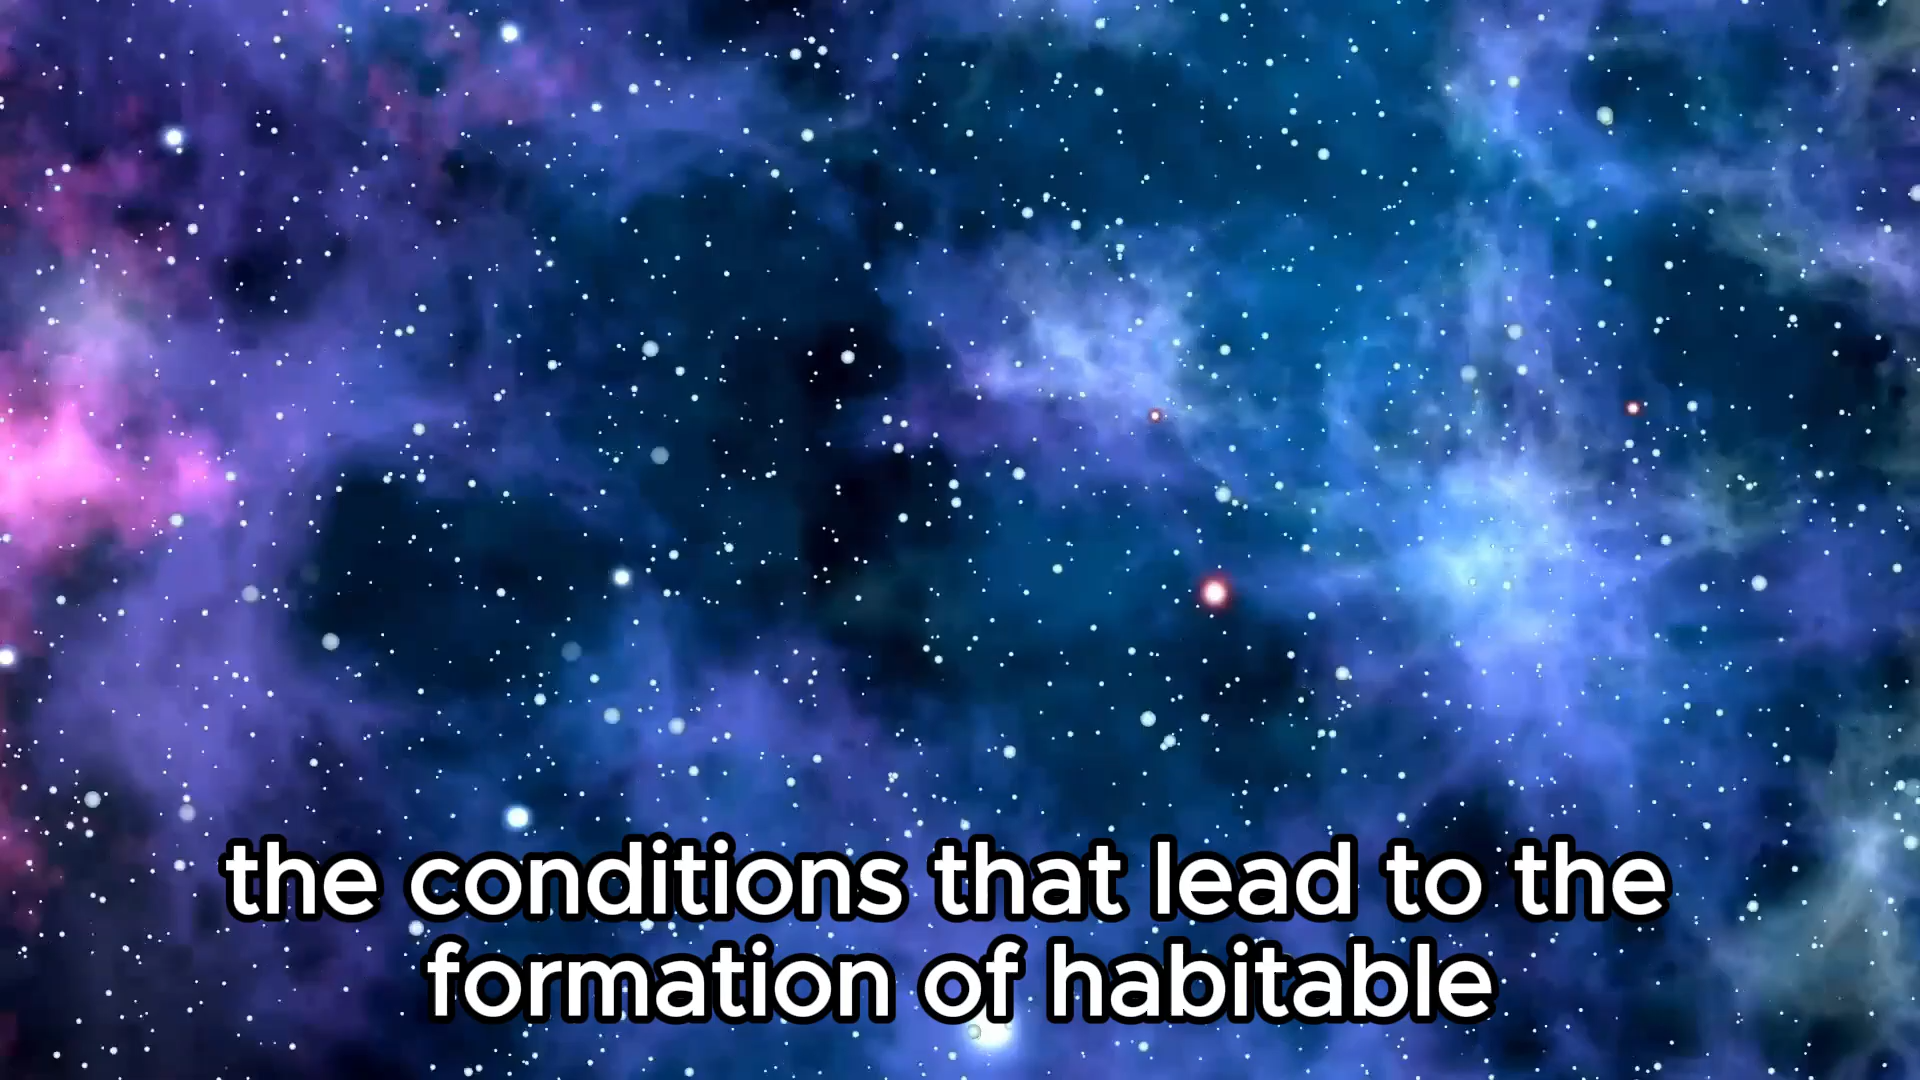 the conditions that lead to the
formation of habitable